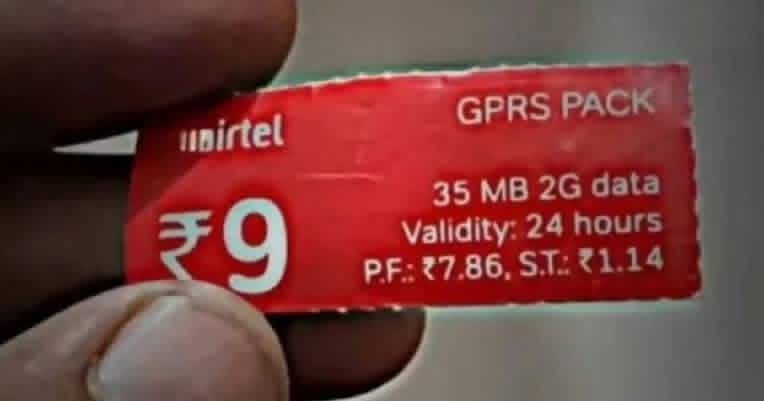 airtel
GPRS PACK
₹9
35 MB 2G data
Validity: 24 hours
P.F.: ₹7.86, S.T.: ₹1.14